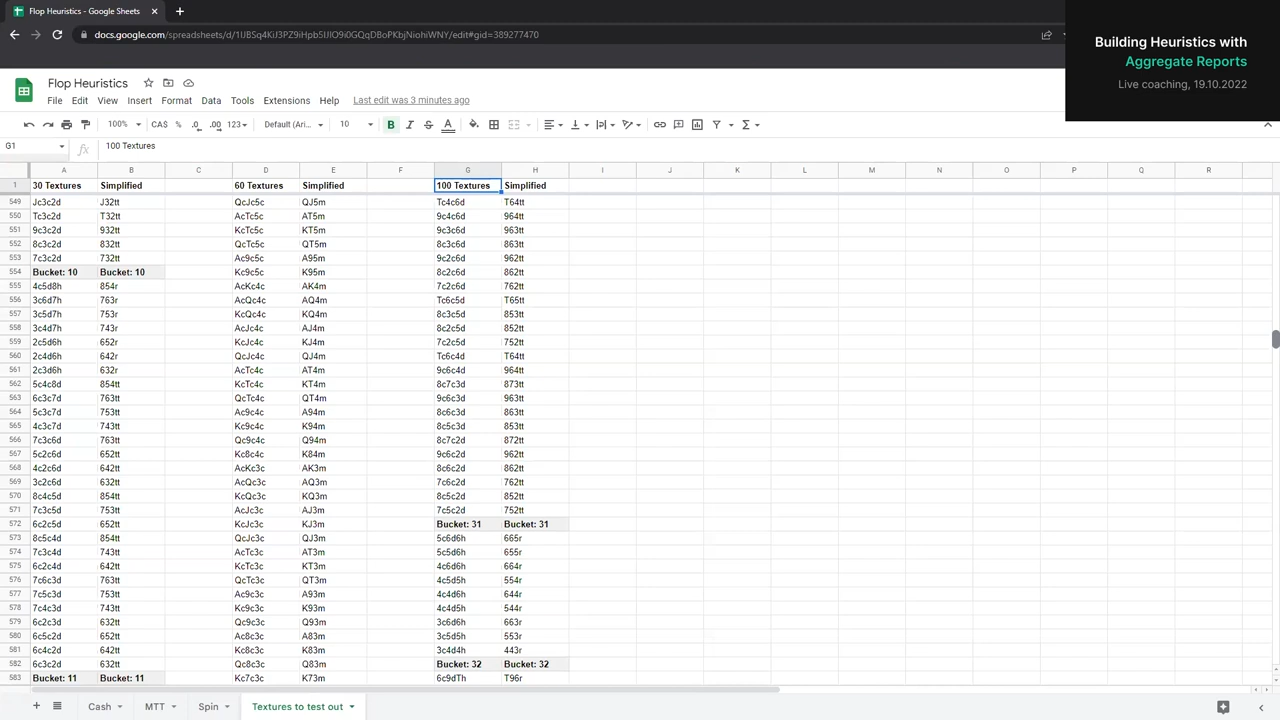 Flop Heuristics - Google Sheets
docs.google.com/spreadsheets/d/1IJBSq4KiJ3PZ9iHpb5IJIO9i0GQqDBoPKbjNiohiWNY/edit#gid=389277470
Building Heuristics with
Aggregate Reports
Live coaching, 19.10.2022
Flop Heuristics
File Edit View Insert Format Data Tools Extensions Help Last edit was 3 minutes ago
100% CA$ % .0 .00 123 Default (Ari... 10 B I S A
G1 fx 100 Textures
A B C D E F G H I J K L M N O P Q R
1 30 Textures Simplified 60 Textures Simplified 100 Textures Simplified
549 Jc3c2d J32tt QcJc5c QJ5m Tc4c6d T64tt
550 Tc3c2d T32tt AcTc5c AT5m 9c4c6d 964tt
551 9c3c2d 932tt KcTc5c KT5m 9c3c6d 963tt
552 8c3c2d 832tt QcTc5c QT5m 8c3c6d 863tt
553 7c3c2d 732tt Ac9c5c A95m 9c2c6d 962tt
554 Bucket: 10 Bucket: 10 Kc9c5c K95m 8c2c6d 862tt
555 4c5d8h 854r AcKc4c AK4m 7c2c6d 762tt
556 3c6d7h 763r AcQc4c AQ4m Tc6c5d T65tt
557 3c5d7h 753r KcQc4c KQ4m 8c3c5d 853tt
558 3c4d7h 743r AcJc4c AJ4m 8c2c5d 852tt
559 2c5d6h 652r KcJc4c KJ4m 7c2c5d 752tt
560 2c4d6h 642r QcJc4c QJ4m Tc6c4d T64tt
561 2c3d6h 632r AcTc4c AT4m 9c6c4d 964tt
562 5c4c8d 854tt KcTc4c KT4m 8c7c3d 873tt
563 6c3c7d 763tt QcTc4c QT4m 9c6c3d 963tt
564 5c3c7d 753tt Ac9c4c A94m 8c6c3d 863tt
565 4c3c7d 743tt Kc9c4c K94m 8c5c3d 853tt
566 7c3c6d 763tt Qc9c4c Q94m 8c7c2d 872tt
567 5c2c6d 652tt Kc8c4c K84m 9c6c2d 962tt
568 4c2c6d 642tt AcKc3c AK3m 8c6c2d 862tt
569 3c2c6d 632tt AcQc3c AQ3m 7c6c2d 762tt
570 8c4c5d 854tt KcQc3c KQ3m 8c5c2d 852tt
571 7c3c5d 753tt AcJc3c AJ3m 7c5c2d 752tt
572 6c2c5d 652tt KcJc3c KJ3m Bucket: 31 Bucket: 31
573 8c5c4d 854tt QcJc3c QJ3m 5c6d6h 665r
574 7c3c4d 743tt AcTc3c AT3m 5c5d6h 655r
575 6c2c4d 642tt KcTc3c KT3m 4c6d6h 664r
576 7c6c3d 763tt QcTc3c QT3m 4c5d5h 554r
577 7c5c3d 753tt Ac9c3c A93m 4c4d6h 644r
578 7c4c3d 743tt Kc9c3c K93m 4c4d5h 544r
579 6c2c3d 632tt Qc9c3c Q93m 3c6d6h 663r
580 6c5c2d 652tt Ac8c3c A83m 3c5d5h 553r
581 6c4c2d 642tt Kc8c3c K83m 3c4d4h 443r
582 6c3c2d 632tt Qc8c3c Q83m Bucket: 32 Bucket: 32
583 Bucket: 11 Bucket: 11 Kc7c3c K73m 6c9dTh T96r
Cash MTT Spin Textures to test out